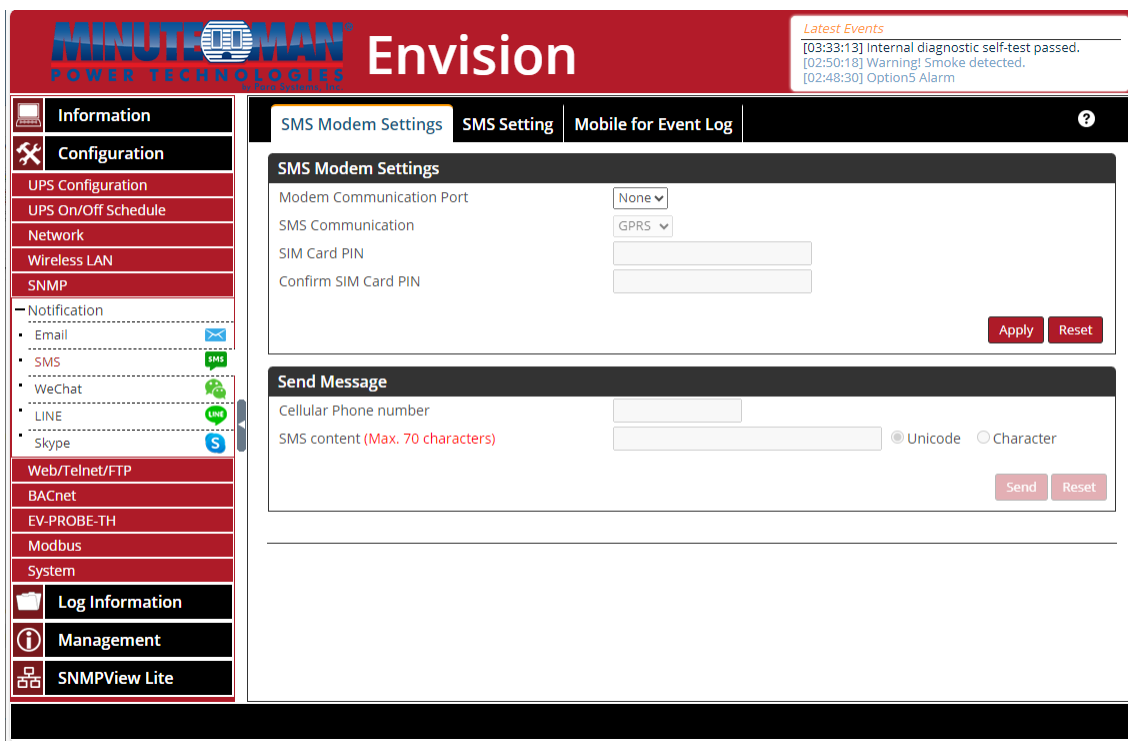 MINUTEMAN
POWER TECHNOLOGIES
by Para Systems, Inc.
Envision
Latest Events
[03:33:13] Internal diagnostic self-test passed.
[02:50:18] Warning! Smoke detected.
[02:48:30] Option5 Alarm
Information
Configuration
UPS Configuration
UPS On/Off Schedule
Network
Wireless LAN
SNMP
Notification
Email
SMS
SMS
WeChat
LINE
LINE
Skype
S
Web/Telnet/FTP
BACnet
EV-PROBE-TH
Modbus
System
Log Information
Management
SNMPView Lite
SMS Modem Settings SMS Setting Mobile for Event Log ?
SMS Modem Settings
Modem Communication Port None
SMS Communication GPRS
SIM Card PIN
Confirm SIM Card PIN
Apply Reset
Send Message
Cellular Phone number
SMS content (Max. 70 characters) Unicode Character
Send Reset